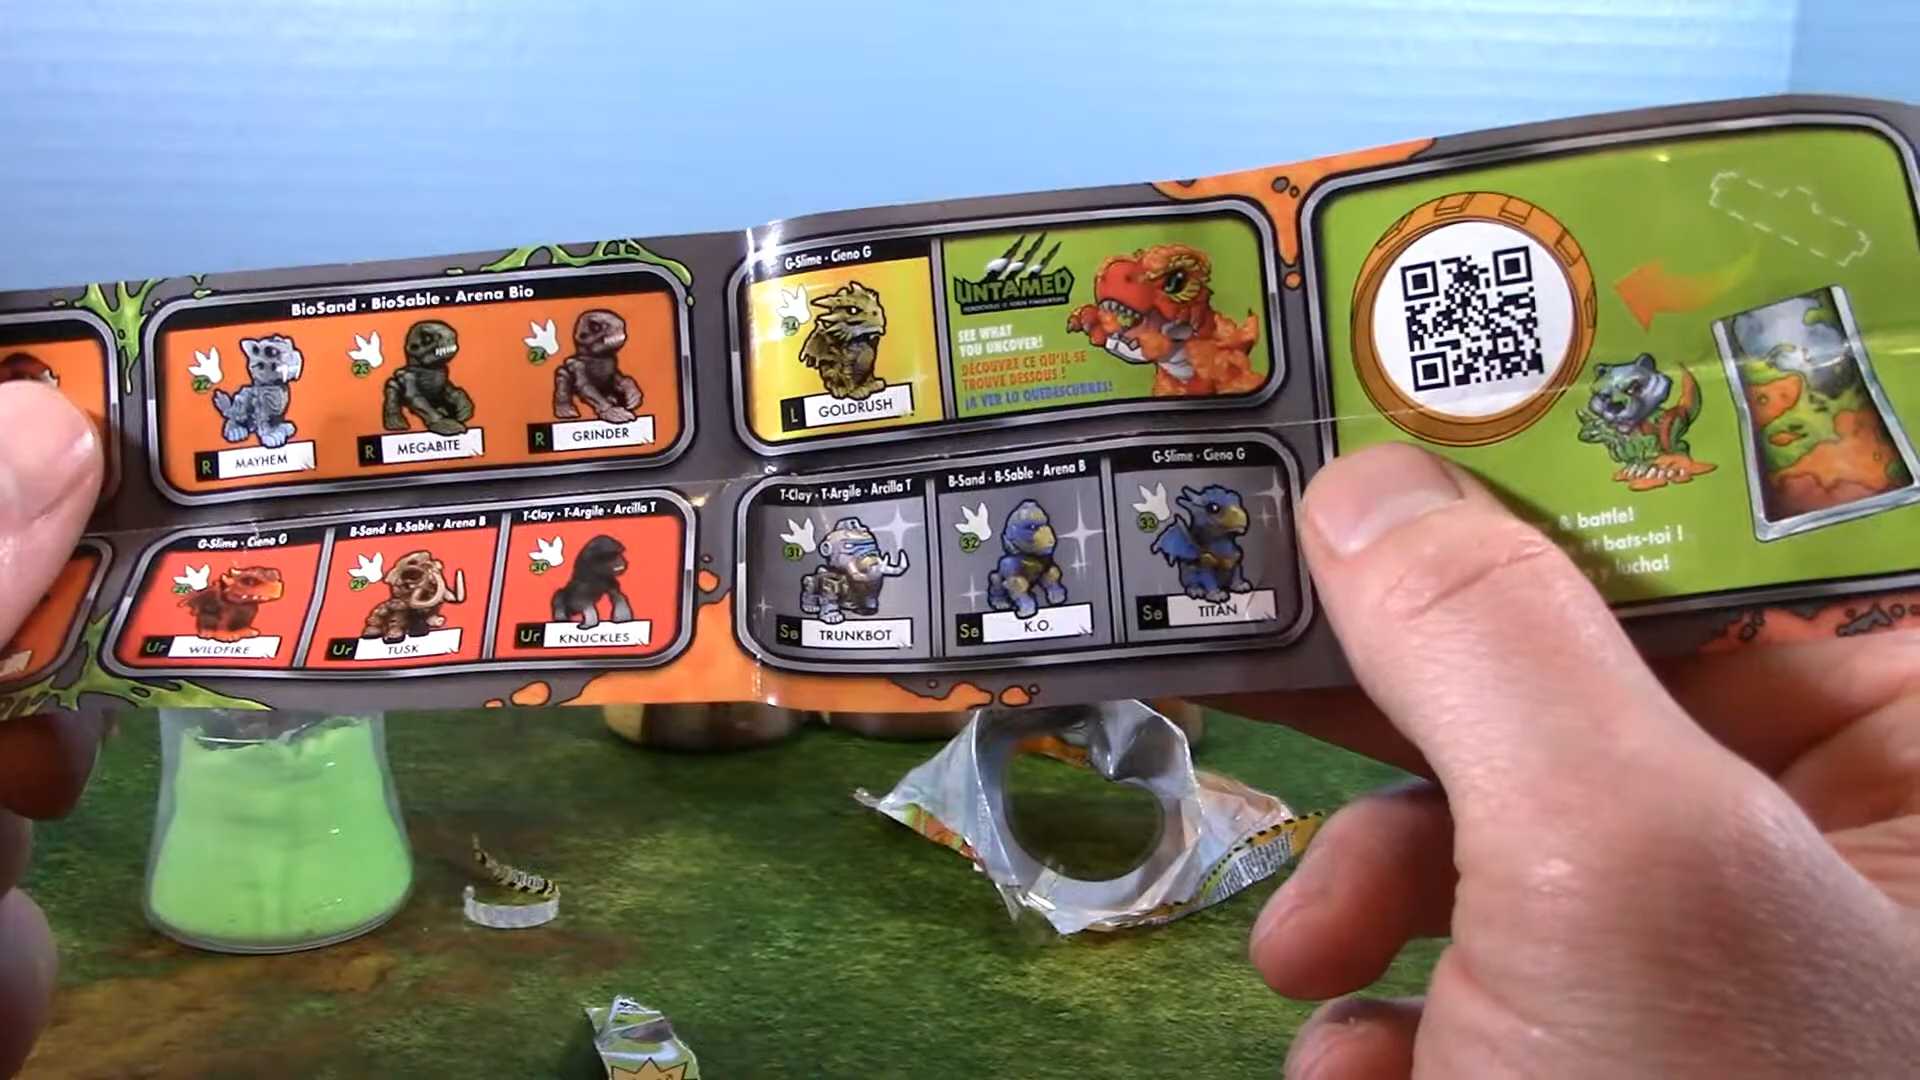 BioSand · BioSable · Arena Bio
22
R MAYHEM
23
R MEGABITE
24
R GRINDER
G-Slime · Cieno G
34
L GOLDRUSH
UNTAMED
SEE WHAT
YOU UNCOVER!
DÉCOUVRE CE QU'IL SE
TROUVE DESSOUS !
¡A VER LO QUE DESCUBRES!
G-Slime · Cieno G
Ur WILDFIRE
B-Sand · B-Sable · Arena B
29
Ur TUSK
T-Clay · T-Argile · Arcilla T
30
Ur KNUCKLES
T-Clay · T-Argile · Arcilla T
31
Se TRUNKBOT
B-Sand · B-Sable · Arena B
32
Se K.O.
G-Slime · Cieno G
33
Se TITAN
& battle!
et bats-toi !
y lucha!